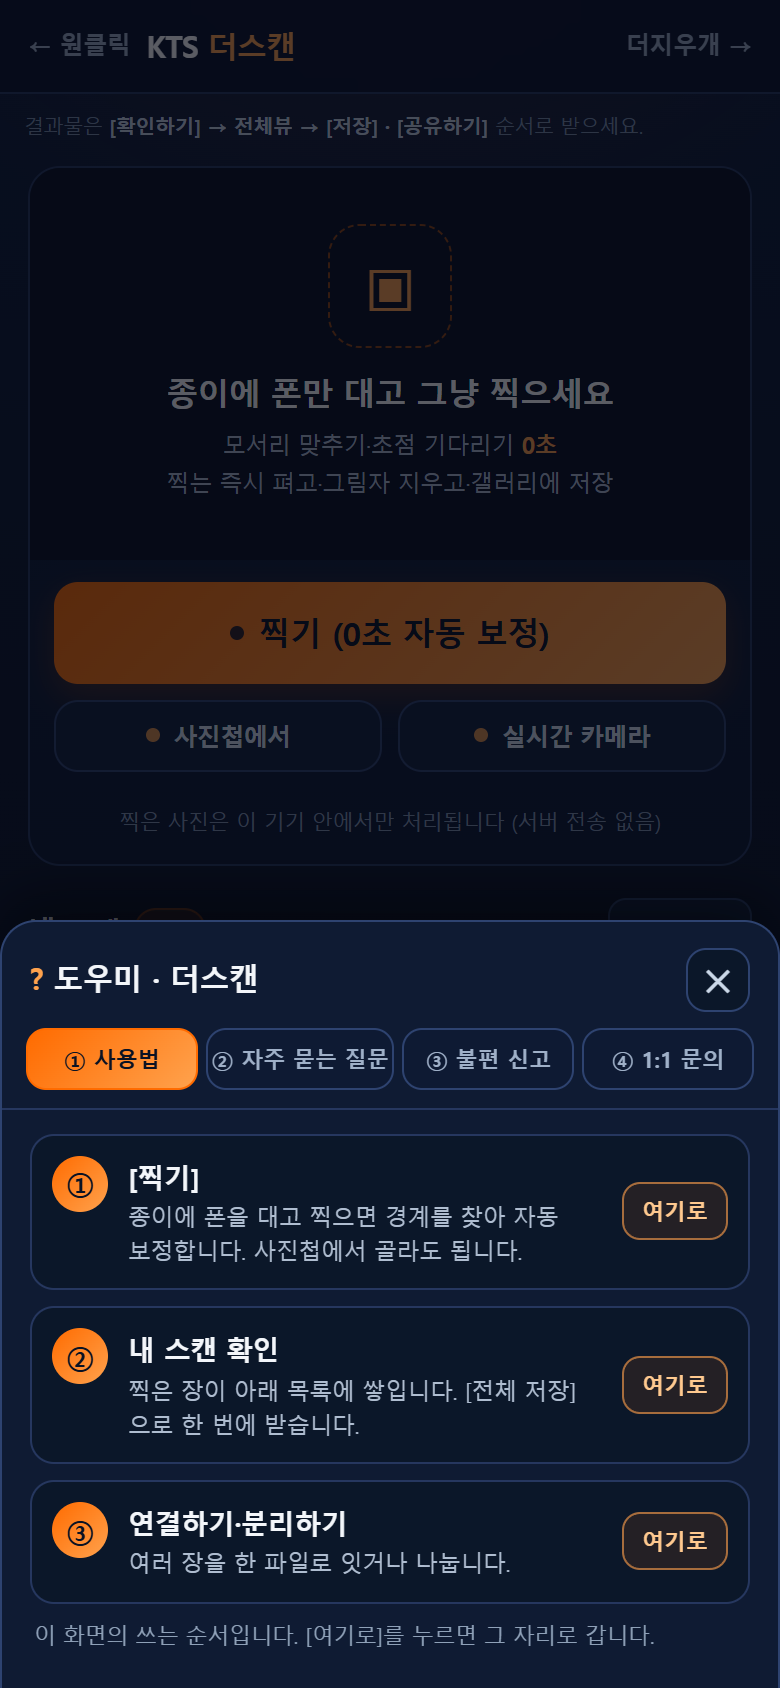 ← 원클릭 KTS 더스캔 더지우개 →
결과물은 [확인하기] → 전체뷰 → [저장] · [공유하기] 순서로 받으세요.
종이에 폰만 대고 그냥 찍으세요
모서리 맞추기·초점 기다리기 0초
찍는 즉시 펴고·그림자 지우고·갤러리에 저장
찍기 (0초 자동 보정)
사진첩에서 실시간 카메라
찍은 사진은 이 기기 안에서만 처리됩니다 (서버 전송 없음)
? 도우미 · 더스캔
① 사용법 ② 자주 묻는 질문 ③ 불편 신고 ④ 1:1 문의
① [찍기]
종이에 폰을 대고 찍으면 경계를 찾아 자동
보정합니다. 사진첩에서 골라도 됩니다.
여기로
② 내 스캔 확인
찍은 장이 아래 목록에 쌓입니다. [전체 저장]
으로 한 번에 받습니다.
여기로
③ 연결하기·분리하기
여러 장을 한 파일로 잇거나 나눕니다.
여기로
이 화면의 쓰는 순서입니다. [여기로]를 누르면 그 자리로 갑니다.